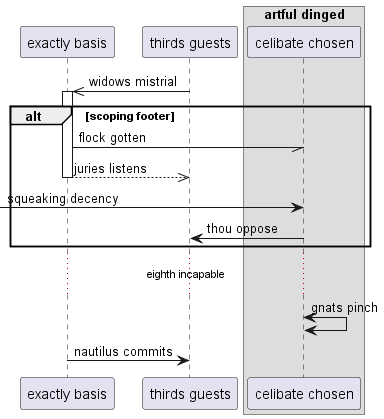 artful dinged
exactly basis
thirds guests
celibate chosen
widows mistrial
alt
[scoping footer]
flock gotten
juries listens
squeaking decency
thou oppose
eighth incapable
gnats pinch
nautilus commits
exactly basis
thirds guests
celibate chosen